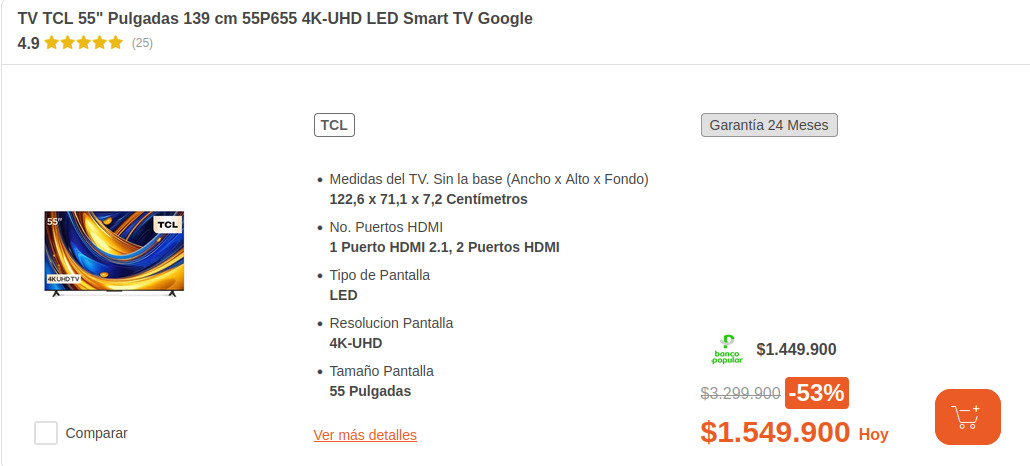 TV TCL 55" Pulgadas 139 cm 55P655 4K-UHD LED Smart TV Google
4.9 (25)
TCL
Garantía 24 Meses
55"
TCL
4KUHD TV
• Medidas del TV. Sin la base (Ancho x Alto x Fondo)
122,6 x 71,1 x 7,2 Centímetros
• No. Puertos HDMI
1 Puerto HDMI 2.1, 2 Puertos HDMI
• Tipo de Pantalla
LED
• Resolucion Pantalla
4K-UHD
• Tamaño Pantalla
55 Pulgadas
banco popular $1.449.900
$3.299.900 -53%
$1.549.900 Hoy
Comparar
Ver más detalles